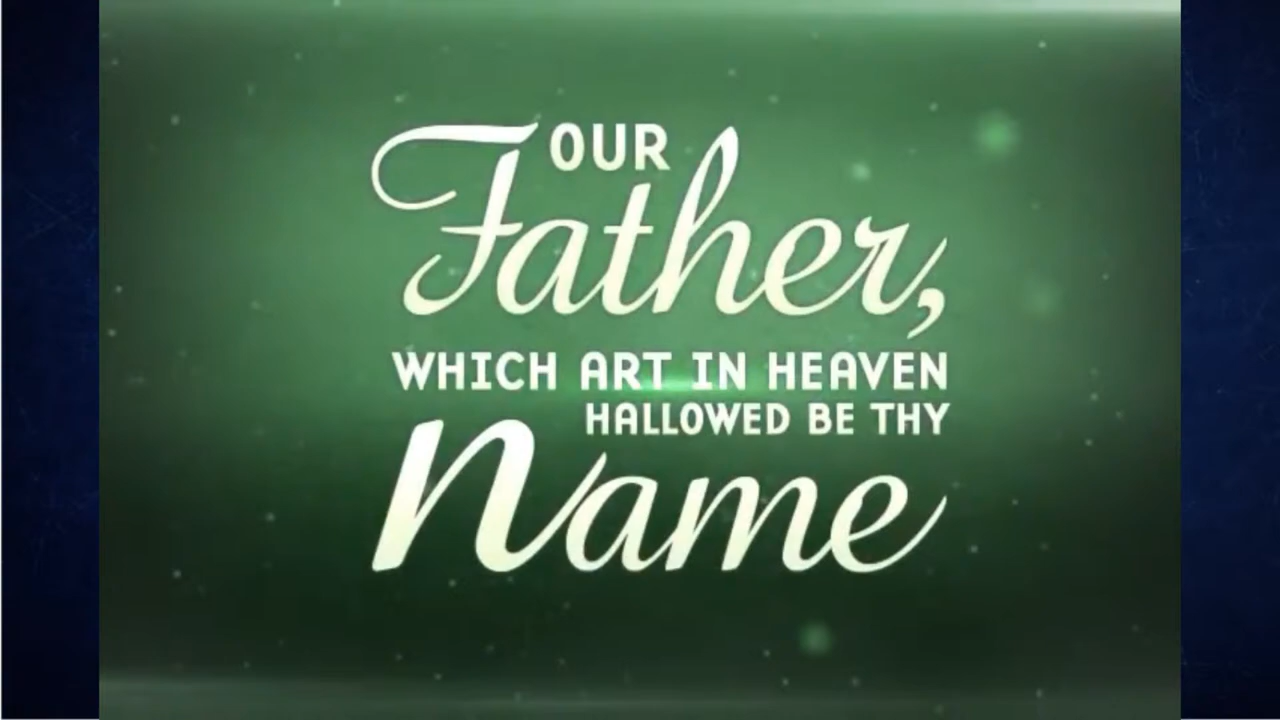 OUR
Father,
WHICH ART IN HEAVEN
HALLOWED BE THY
Name